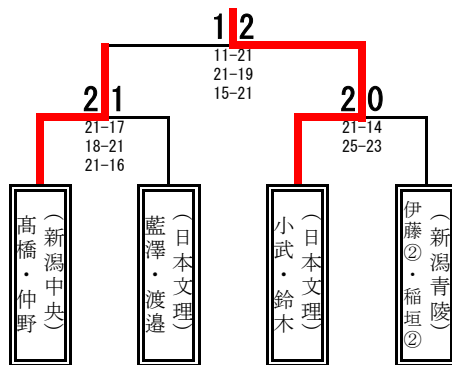 1 2
11-21
21-19
15-21
2 1
21-17
18-21
21-16
2 0
21-14
25-23
(新潟中央)
髙橋・仲野
(日本文理)
藍澤・渡邉
(日本文理)
小武・鈴木
(新潟青陵)
伊藤②・稲垣②